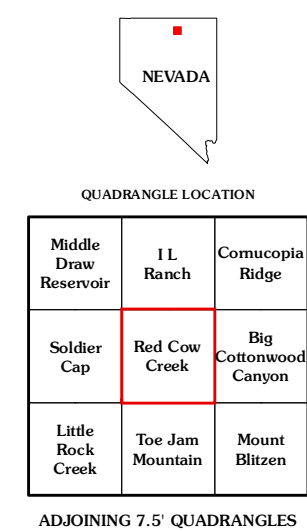 NEVADA
QUADRANGLE LOCATION
Middle
Draw
Reservoir
I L
Ranch
Cornucopia
Ridge
Soldier
Cap
Red Cow
Creek
Big
Cottonwood
Canyon
Little
Rock
Creek
Toe Jam
Mountain
Mount
Blitzen
ADJOINING 7.5' QUADRANGLES